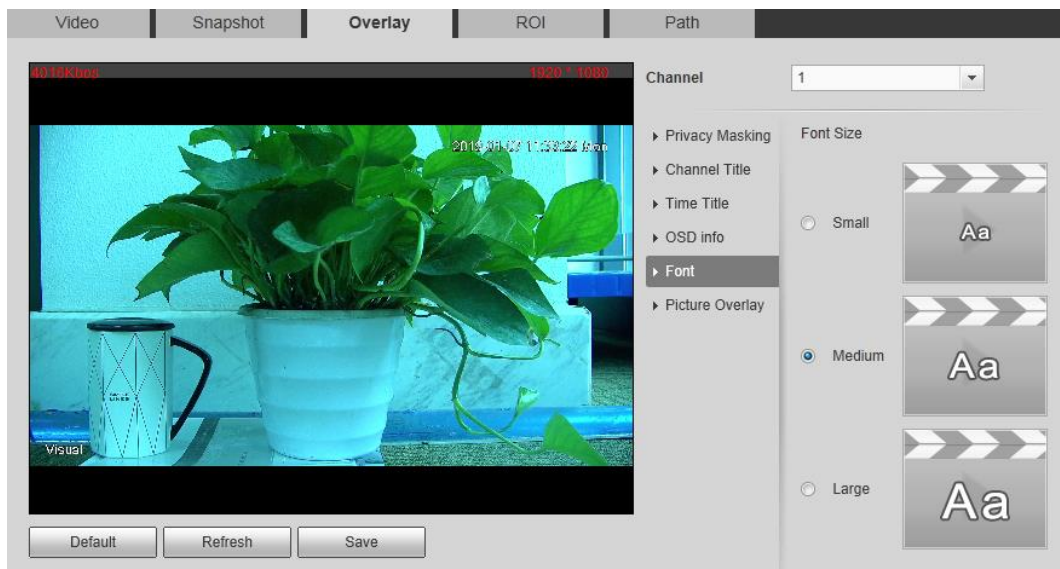 Video Snapshot Overlay ROI Path
4016Kbps 1920 * 1080
Channel 1
Mon
Visual
Privacy Masking
Channel Title
Time Title
OSD info
Font
Picture Overlay
Font Size
Small Aa
Medium Aa
Large Aa
Default Refresh Save